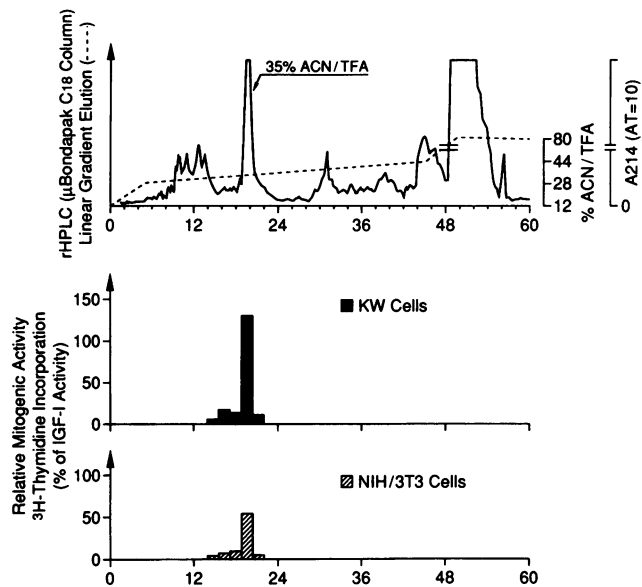 rHPLC (µBondapak C18 Column)
Linear Gradient Elution (----)
35% ACN/TFA
80
44
28
12
% ACN/TFA
0
A214 (AT=10)
0 12 24 36 48 60
Relative Mitogenic Activity
3H-Thymidine Incorporation
(% of IGF-I Activity)
150
100
50
0
KW Cells
100
50
0
NIH/3T3 Cells
0 12 24 36 48 60